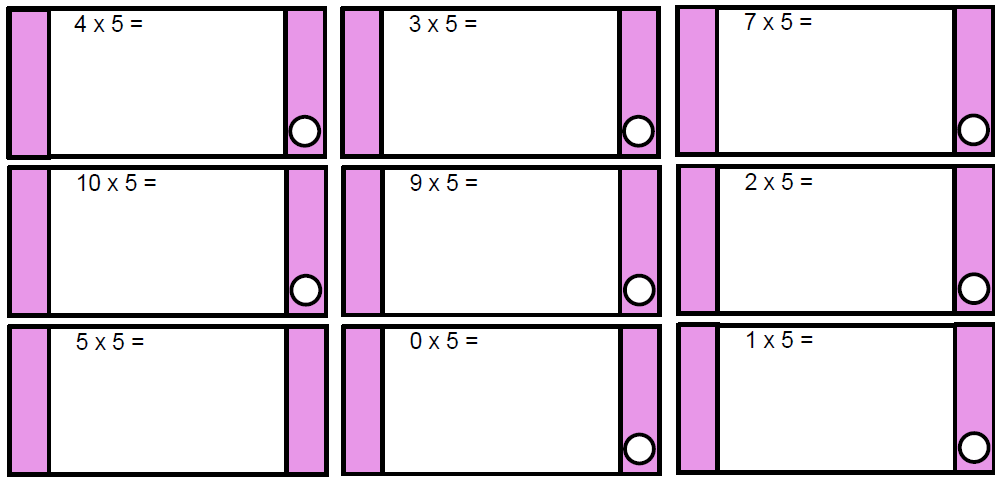 4 x 5 =
3 x 5 =
7 x 5 =
10 x 5 =
9 x 5 =
2 x 5 =
5 x 5 =
0 x 5 =
1 x 5 =